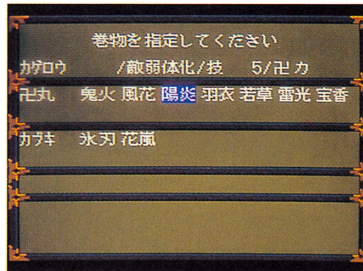 巻物を指定してください
カゲロウ /敵弱体化/技 5/卍カ
卍丸 鬼火 風花 陽炎 羽衣 若草 雷光 宝香
カラキ 氷刃 花嵐